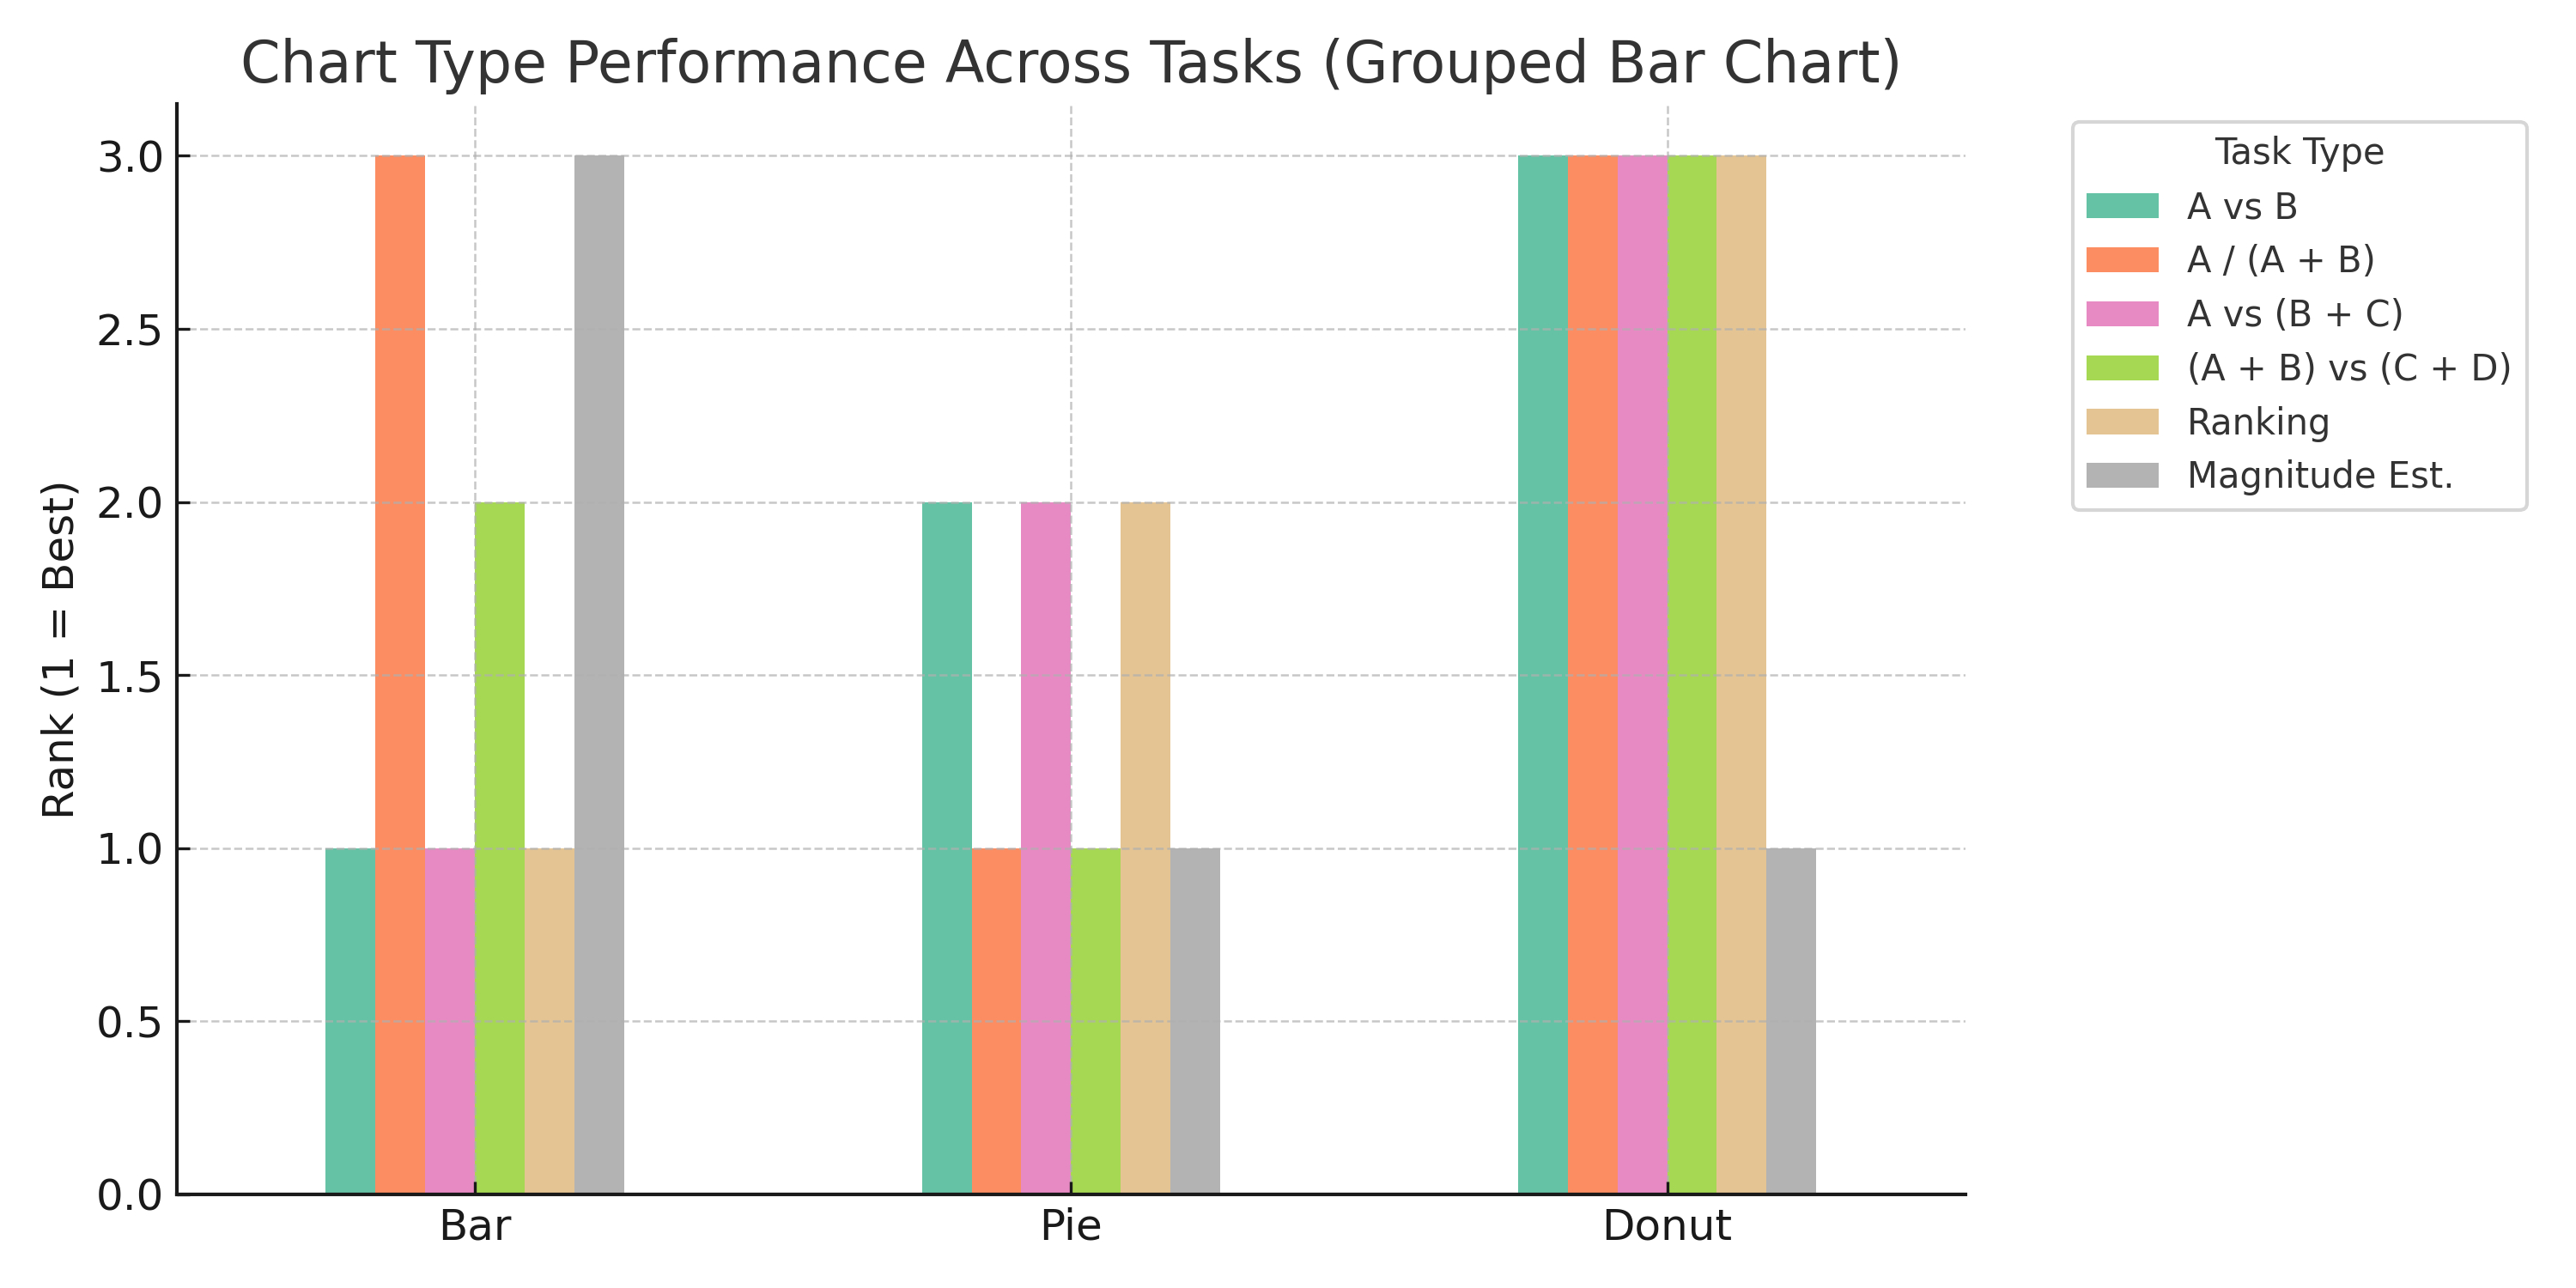 Chart Type Performance Across Tasks (Grouped Bar Chart)
Rank (1 = Best)
3.0
2.5
2.0
1.5
1.0
0.5
0.0
Bar
Pie
Donut
Task Type
A vs B
A / (A + B)
A vs (B + C)
(A + B) vs (C + D)
Ranking
Magnitude Est.